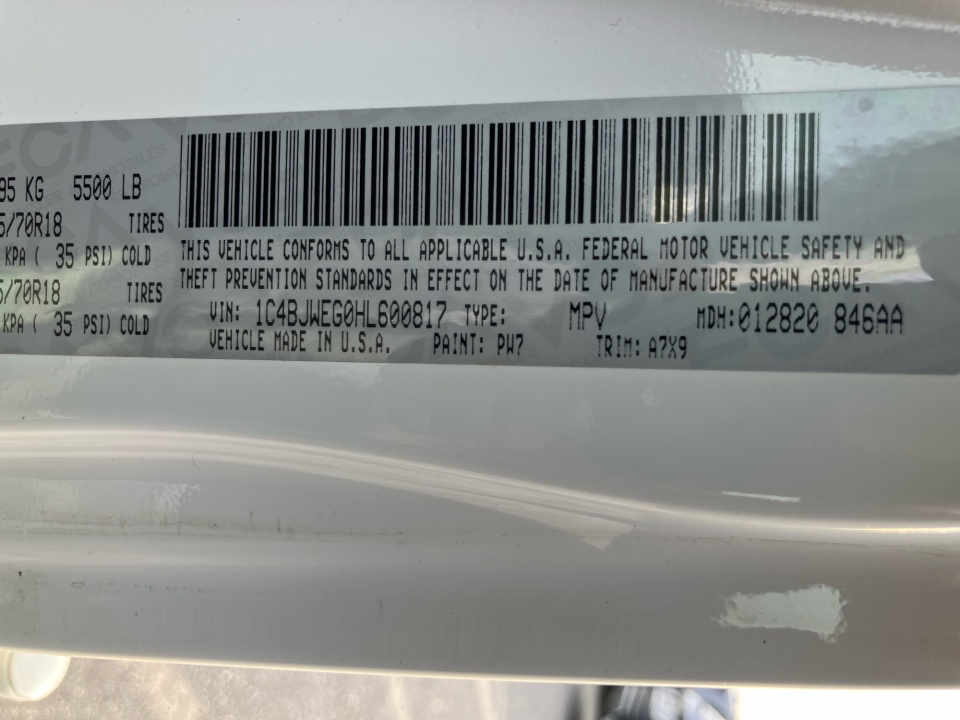 95 KG 5500 LB
5/70R18 TIRES
KPA ( 35 PSI) COLD
5/70R18 TIRES
KPA ( 35 PSI) COLD
THIS VEHICLE CONFORMS TO ALL APPLICABLE U.S.A. FEDERAL MOTOR VEHICLE SAFETY AND
THEFT PREVENTION STANDARDS IN EFFECT ON THE DATE OF MANUFACTURE SHOWN ABOVE.
VIN: 1C4BJWEG0HL600817 TYPE: MPV MDH:012820 846AA
VEHICLE MADE IN U.S.A. PAINT: PW7 TRIM: A7X9